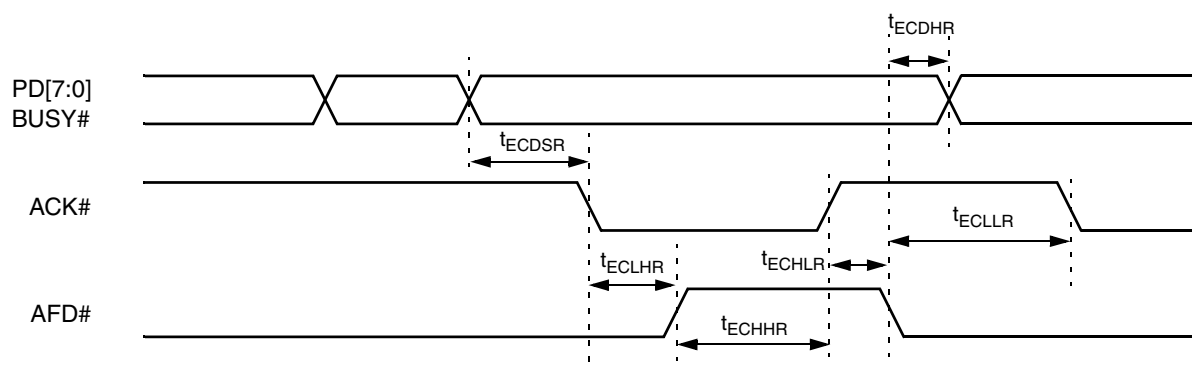 tECDHR
PD[7:0]
BUSY#
tECDSR
ACK#
tECLLR
tECLHR
tECHLR
AFD#
tECHHR